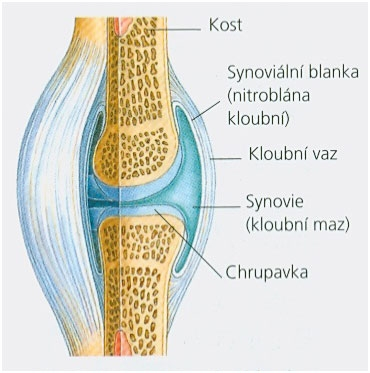 Kost
Synoviální blanka
(nitroblána
kloubní)
Kloubní vaz
Synovie
(kloubní maz)
Chrupavka